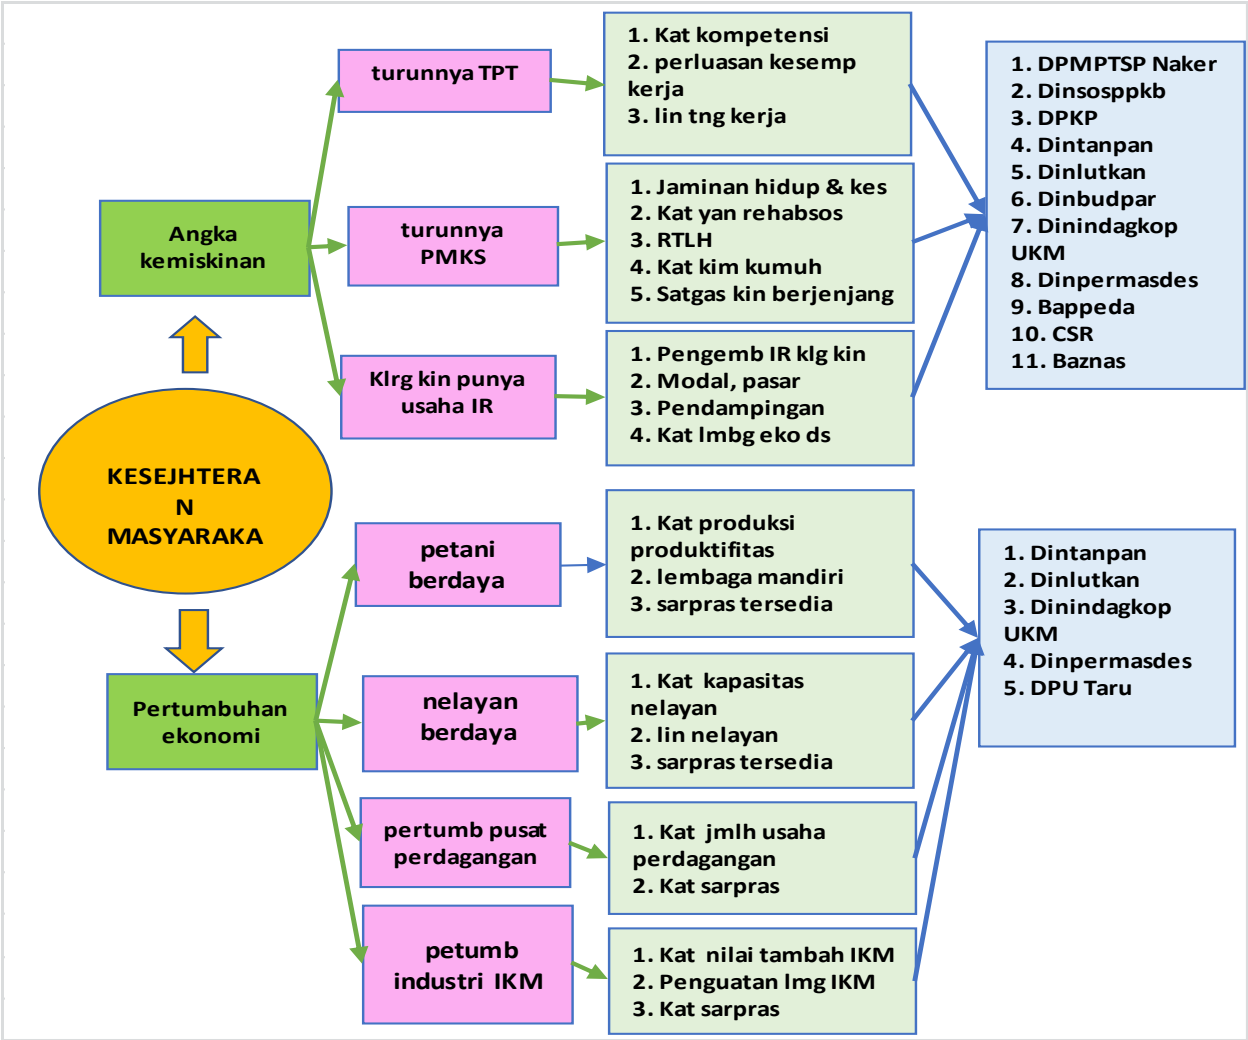 turunnya TPT
1. Kat kompetensi
2. perluasan kesemp
kerja
3. lin tng kerja
1. DPMPTSP Naker
2. Dinsosppkb
3. DPKP
4. Dintanpan
5. Dinlutkan
6. Dinbudpar
7. Dinindagkop
UKM
8. Dinpermasdes
9. Bappeda
10. CSR
11. Baznas
Angka
kemiskinan
turunnya
PMKS
1. Jaminan hidup & kes
2. Kat yan rehabsos
3. RTLH
4. Kat kim kumuh
5. Satgas kin berjenjang
Klrg kin punya
usaha IR
1. Pengemb IR klg kin
2. Modal, pasar
3. Pendampingan
4. Kat lmbg eko ds
KESEJHTERA
N
MASYARAKA
petani
berdaya
1. Kat produksi
produktifitas
2. lembaga mandiri
3. sarpras tersedia
1. Dintanpan
2. Dinlutkan
3. Dinindagkop
UKM
4. Dinpermasdes
5. DPU Taru
Pertumbuhan
ekonomi
nelayan
berdaya
1. Kat kapasitas
nelayan
2. lin nelayan
3. sarpras tersedia
pertumb pusat
perdagangan
1. Kat jmlh usaha
perdagangan
2. Kat sarpras
petumb
industri IKM
1. Kat nilai tambah IKM
2. Penguatan lmg IKM
3. Kat sarpras